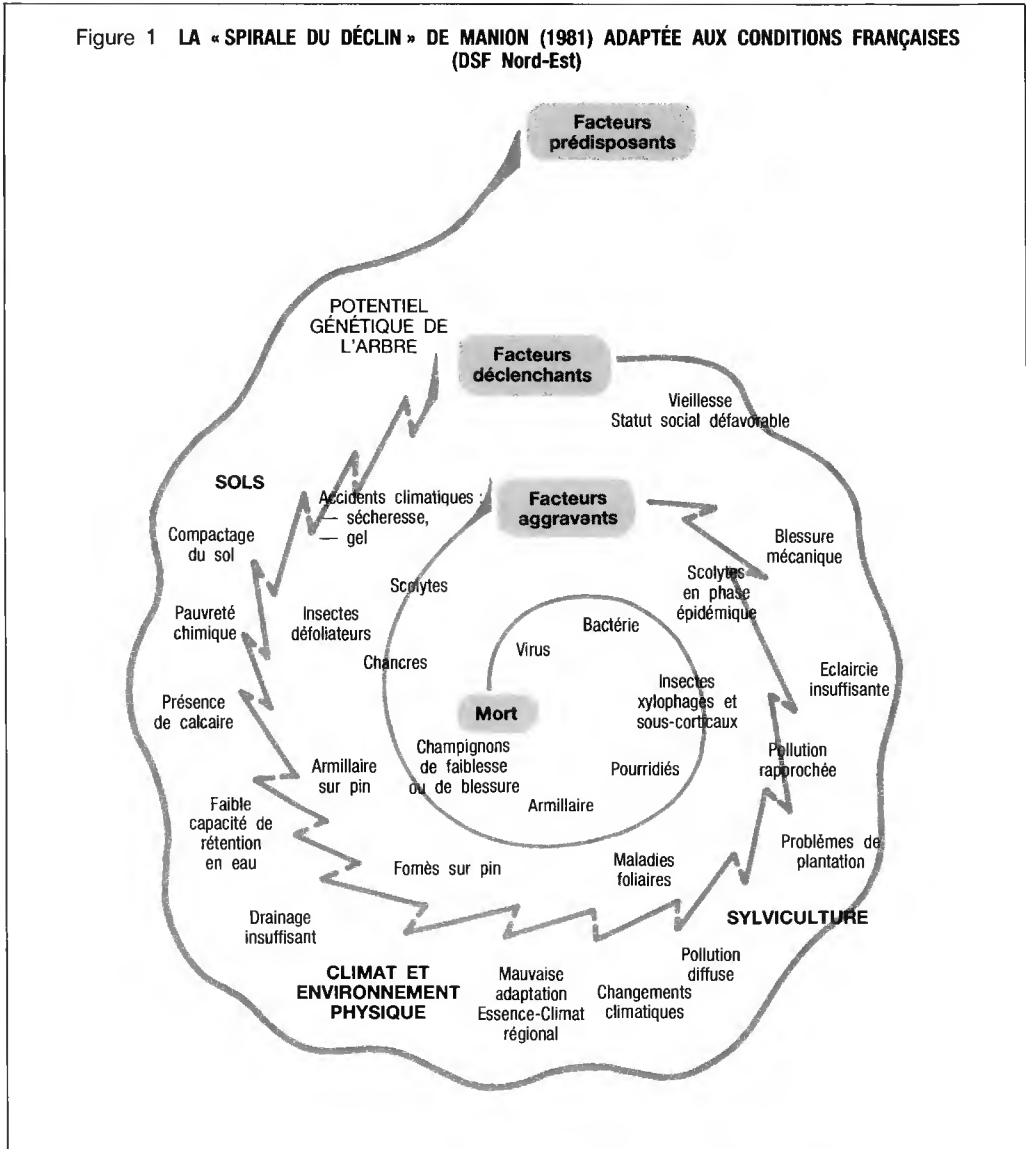 Figure 1 LA « SPIRALE DU DÉCLIN » DE MANION (1981) ADAPTÉE AUX CONDITIONS FRANÇAISES
(DSF Nord-Est)
Facteurs
prédisposants
POTENTIEL
GÉNÉTIQUE DE
L'ARBRE
Facteurs
déclenchants
Vieillesse
Statut social défavorable
SOLS
Accidents climatiques :
— sécheresse,
— gel
Facteurs
aggravants
Compactage
du sol
Blessure
mécanique
Scolytes
Scolytes
en phase
épidémique
Pauvreté
chimique
Insectes
défoliateurs
Bactérie
Virus
Chancres
Eclaircie
insuffisante
Insectes
xylophages et
sous-corticaux
Présence
de calcaire
Mort
Champignons
de faiblesse
ou de blessure
Pollution
rapprochée
Armillaire
sur pin
Pourridiés
Armillaire
Faible
capacité de
rétention
en eau
Problèmes de
plantation
Fomès sur pin
Maladies
foliaires
Drainage
insuffisant
SYLVICULTURE
Pollution
diffuse
CLIMAT ET
ENVIRONNEMENT
PHYSIQUE
Mauvaise
adaptation
Essence-Climat
régional
Changements
climatiques